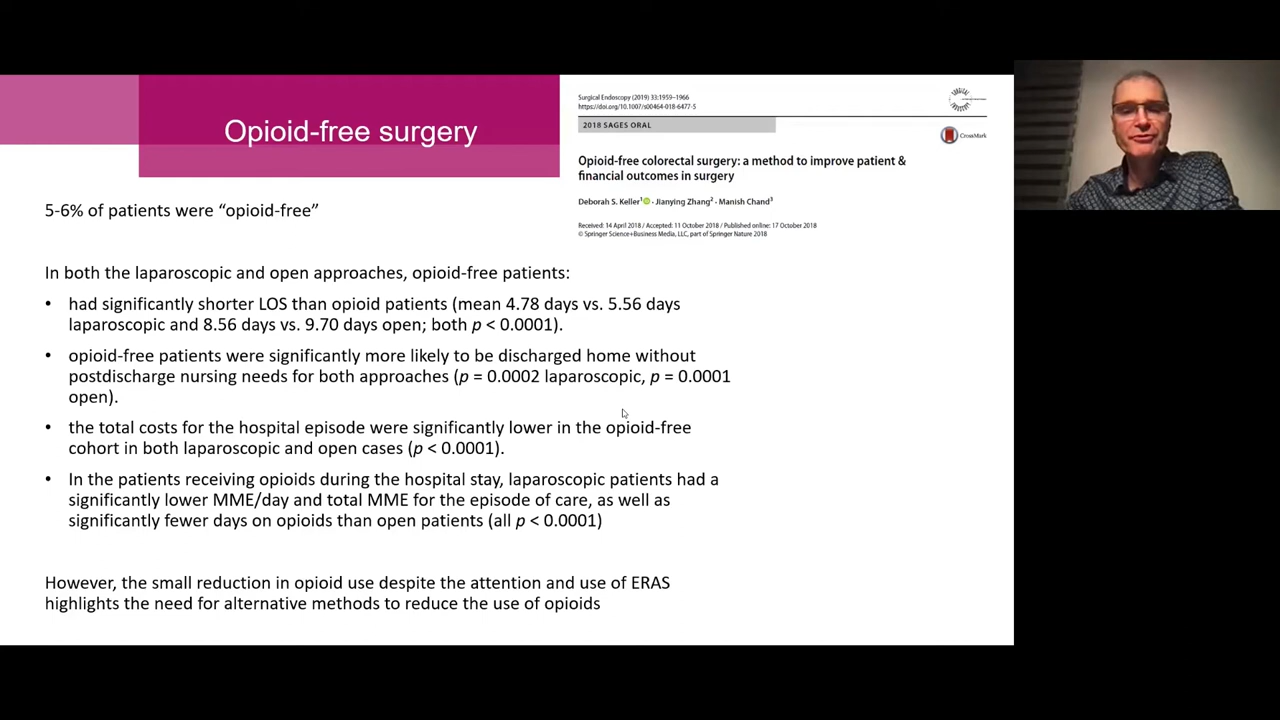 Opioid-free surgery
Surgical Endoscopy (2019) 33:1959–1966
https://doi.org/10.1007/s00464-018-6477-5
2018 SAGES ORAL
CrossMark
Opioid-free colorectal surgery: a method to improve patient &
financial outcomes in surgery
Deborah S. Keller¹ · Jianying Zhang² · Manish Chand³
Received: 14 April 2018 / Accepted: 11 October 2018 / Published online: 17 October 2018
© Springer Science+Business Media, LLC, part of Springer Nature 2018
5-6% of patients were “opioid-free”
In both the laparoscopic and open approaches, opioid-free patients:
• had significantly shorter LOS than opioid patients (mean 4.78 days vs. 5.56 days
laparoscopic and 8.56 days vs. 9.70 days open; both p < 0.0001).
• opioid-free patients were significantly more likely to be discharged home without
postdischarge nursing needs for both approaches (p = 0.0002 laparoscopic, p = 0.0001
open).
• the total costs for the hospital episode were significantly lower in the opioid-free
cohort in both laparoscopic and open cases (p < 0.0001).
• In the patients receiving opioids during the hospital stay, laparoscopic patients had a
significantly lower MME/day and total MME for the episode of care, as well as
significantly fewer days on opioids than open patients (all p < 0.0001)
However, the small reduction in opioid use despite the attention and use of ERAS
highlights the need for alternative methods to reduce the use of opioids